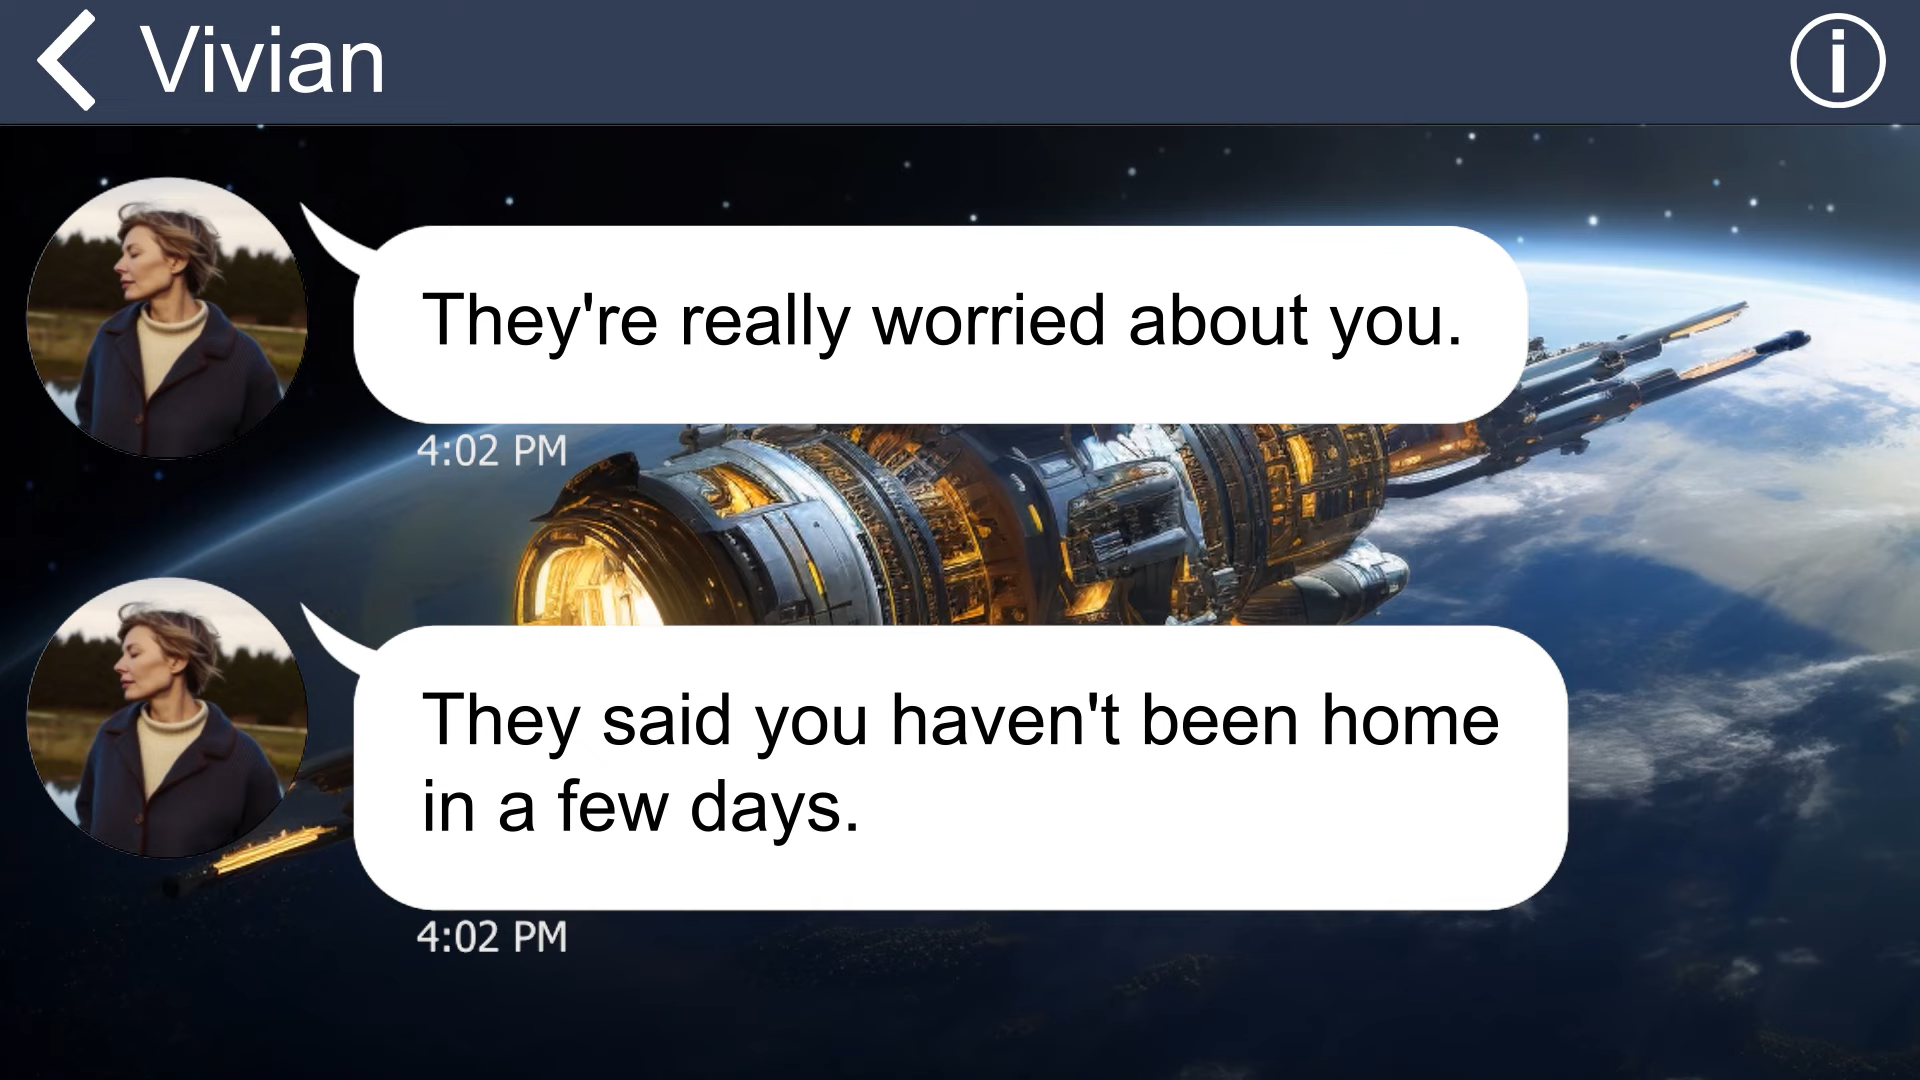 Vivian
They're really worried about you.
4:02 PM
They said you haven't been home
in a few days.
4:02 PM